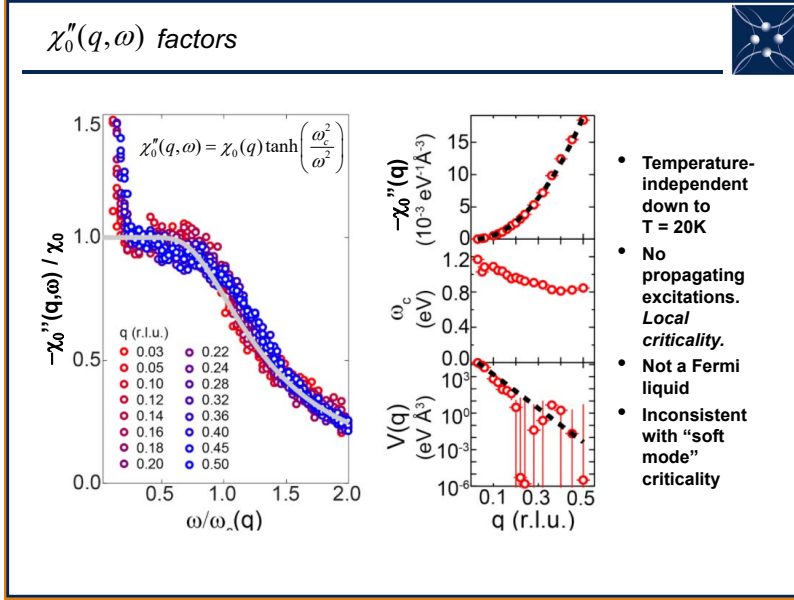 χ₀″(q,ω) factors
1.5
1.0
0.5
0.0
0.5
1.0
1.5
2.0
−χ₀''(q,ω) / χ₀
χ₀″(q,ω) = χ₀(q) tanh(ω_c²/ω²)
q (r.l.u.)
0.03 0.22
0.05 0.24
0.10 0.28
0.12 0.32
0.14 0.36
0.16 0.40
0.18 0.45
0.20 0.50
ω/ω꜀(q)
−χ₀''(q)
(10⁻³ eV⁻¹Å⁻³)
15
10
5
0
ω_c
(eV)
1.2
0.8
0.4
0.0
V(q)
(eV Å³)
10³
10⁰
10⁻³
10⁻⁶
0.1 0.3 0.5
q (r.l.u.)
• Temperature-
independent
down to
T = 20K
• No
propagating
excitations.
Local
criticality.
• Not a Fermi
liquid
• Inconsistent
with “soft
mode”
criticality